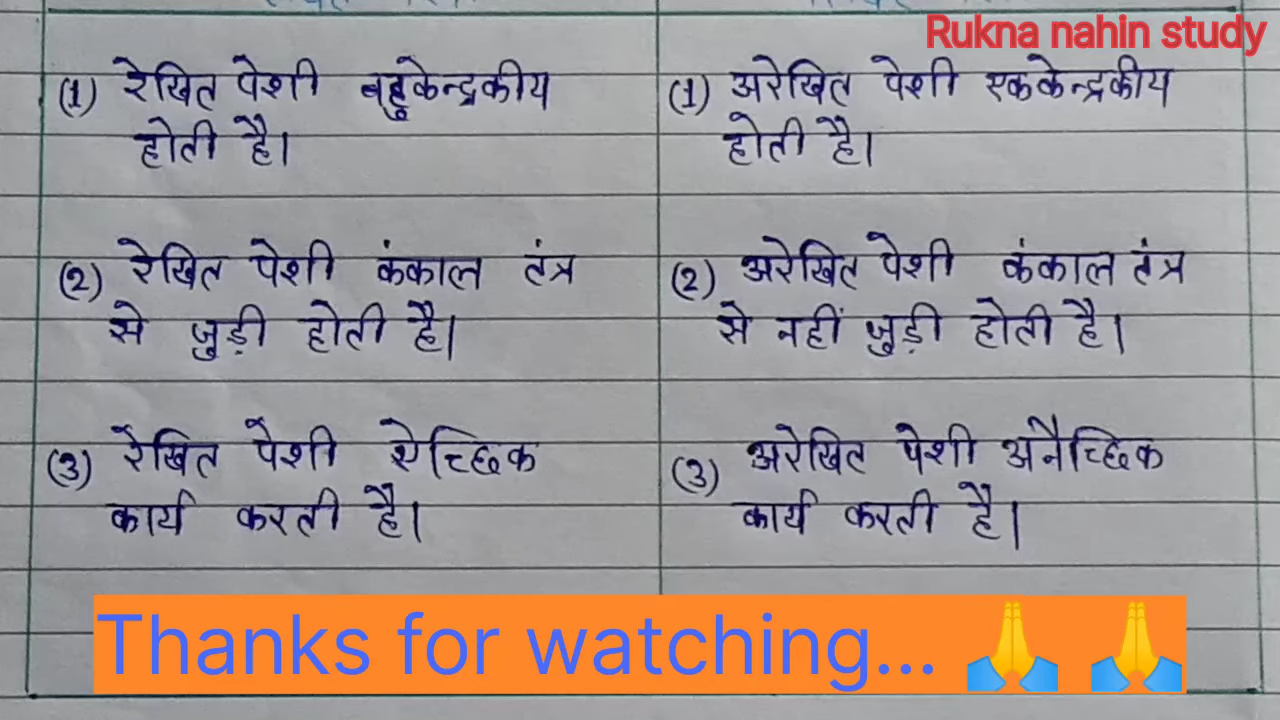 Rukna nahin study
(1) रेखित पेशी बहुकेन्द्रकीय
होती है।
(1) अरेखित पेशी एककेन्द्रकीय
होती है।
(2) रेखित पेशी कंकाल तंत्र
से जुड़ी होती है।
(2) अरेखित पेशी कंकाल तंत्र
से नहीं जुड़ी होती है।
(3) रेखित पेशी ऐच्छिक
कार्य करती है।
(3) अरेखित पेशी अनैच्छिक
कार्य करती है।
Thanks for watching... 🙏 🙏